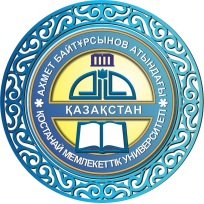 АХМЕТ БАЙТҰРСЫНОВ АТЫНДАҒЫ
ҚАЗАҚСТАН
ҚОСТАНАЙ МЕМЛЕКЕТТІК УНИВЕРСИТЕТІ